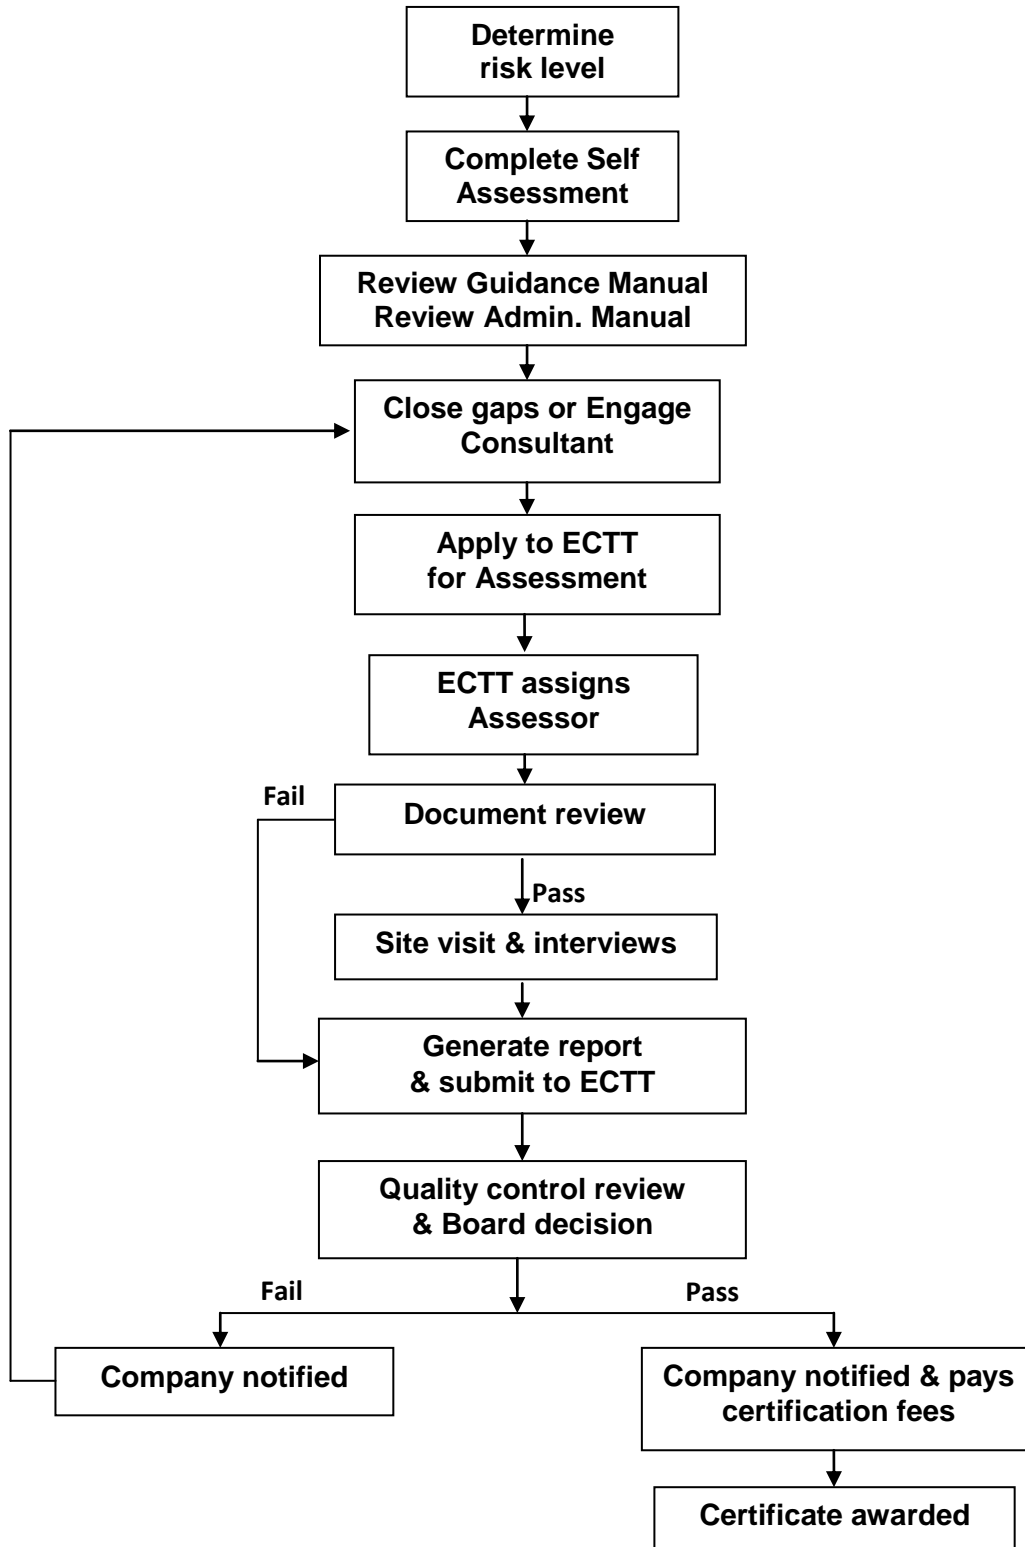 Determine
risk level
Complete Self
Assessment
Review Guidance Manual
Review Admin. Manual
Close gaps or Engage
Consultant
Apply to ECTT
for Assessment
ECTT assigns
Assessor
Fail
Document review
Pass
Site visit & interviews
Generate report
& submit to ECTT
Quality control review
& Board decision
Fail
Pass
Company notified
Company notified & pays
certification fees
Certificate awarded